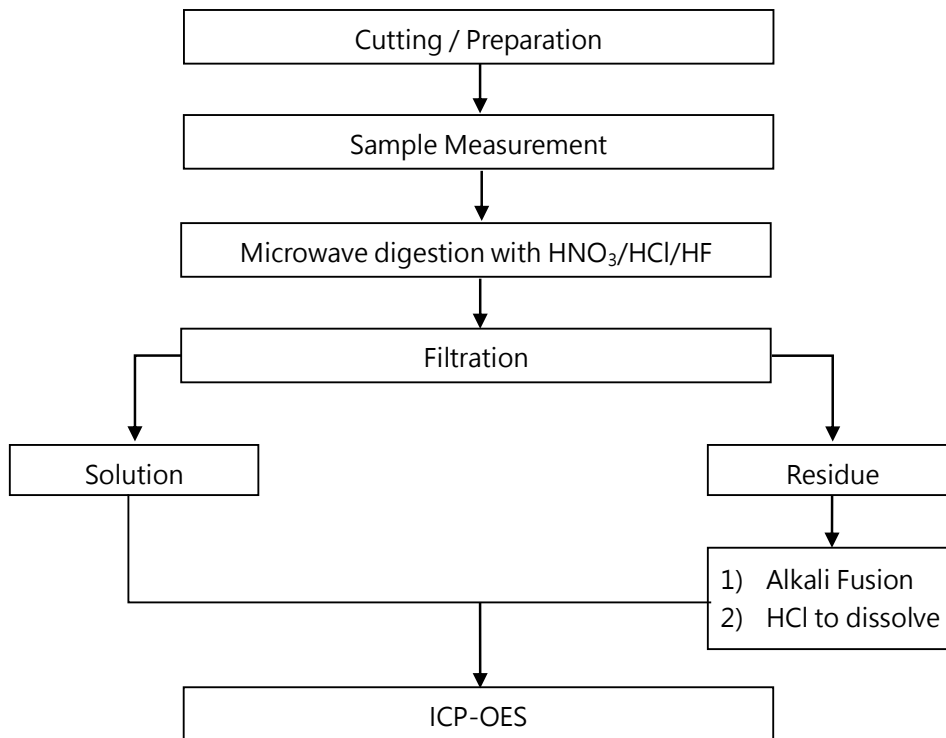 Cutting / Preparation
Sample Measurement
Microwave digestion with HNO₃/HCl/HF
Filtration
Solution
Residue
1) Alkali Fusion
2) HCl to dissolve
ICP-OES